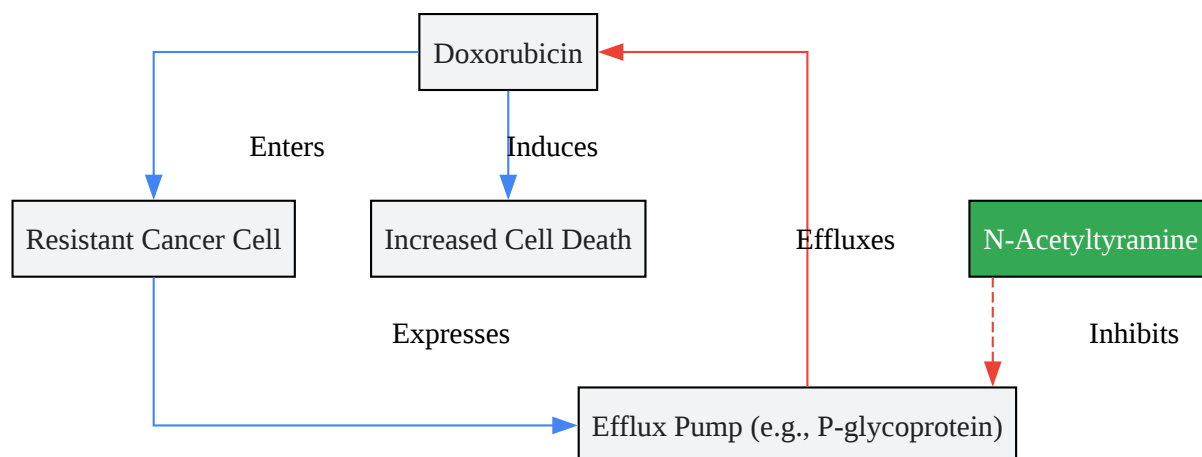 Doxorubicin
Enters
Induces
Resistant Cancer Cell
Increased Cell Death
Effluxes
N-Acetyltyramine
Expresses
Inhibits
Efflux Pump (e.g., P-glycoprotein)